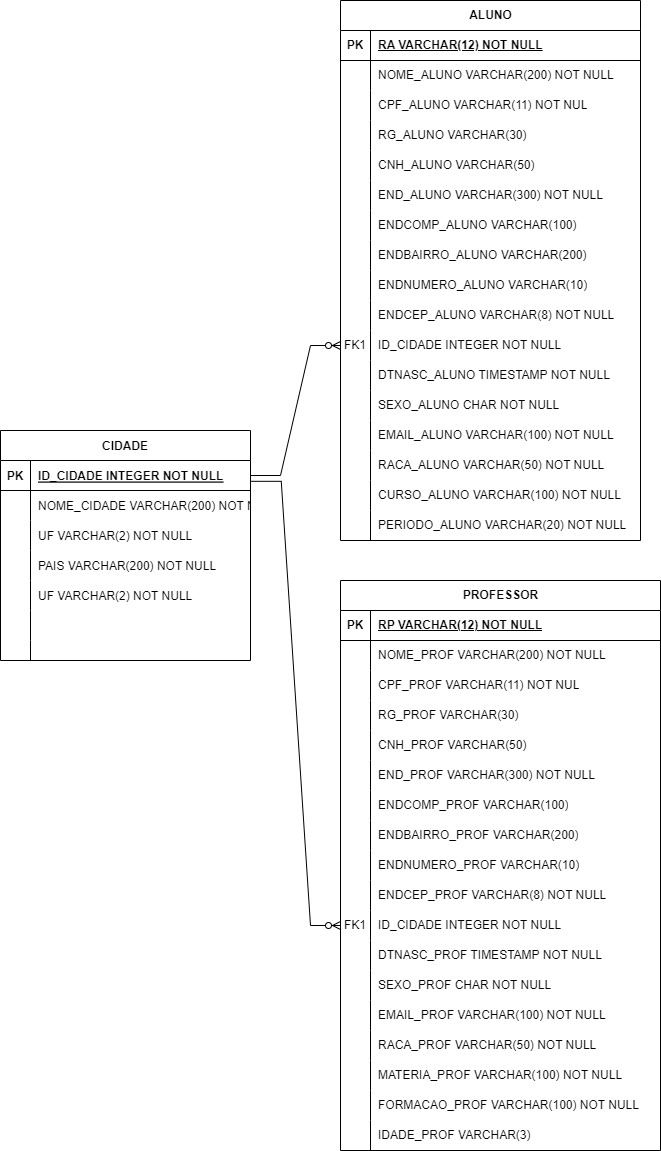 ALUNO
PK RA VARCHAR(12) NOT NULL
NOME_ALUNO VARCHAR(200) NOT NULL
CPF_ALUNO VARCHAR(11) NOT NUL
RG_ALUNO VARCHAR(30)
CNH_ALUNO VARCHAR(50)
END_ALUNO VARCHAR(300) NOT NULL
ENDCOMP_ALUNO VARCHAR(100)
ENDBAIRRO_ALUNO VARCHAR(200)
ENDNUMERO_ALUNO VARCHAR(10)
ENDCEP_ALUNO VARCHAR(8) NOT NULL
FK1 ID_CIDADE INTEGER NOT NULL
DTNASC_ALUNO TIMESTAMP NOT NULL
SEXO_ALUNO CHAR NOT NULL
EMAIL_ALUNO VARCHAR(100) NOT NULL
RACA_ALUNO VARCHAR(50) NOT NULL
CURSO_ALUNO VARCHAR(100) NOT NULL
PERIODO_ALUNO VARCHAR(20) NOT NULL
CIDADE
PK ID_CIDADE INTEGER NOT NULL
NOME_CIDADE VARCHAR(200) NOT
UF VARCHAR(2) NOT NULL
PAIS VARCHAR(200) NOT NULL
UF VARCHAR(2) NOT NULL
PROFESSOR
PK RP VARCHAR(12) NOT NULL
NOME_PROF VARCHAR(200) NOT NULL
CPF_PROF VARCHAR(11) NOT NUL
RG_PROF VARCHAR(30)
CNH_PROF VARCHAR(50)
END_PROF VARCHAR(300) NOT NULL
ENDCOMP_PROF VARCHAR(100)
ENDBAIRRO_PROF VARCHAR(200)
ENDNUMERO_PROF VARCHAR(10)
ENDCEP_PROF VARCHAR(8) NOT NULL
FK1 ID_CIDADE INTEGER NOT NULL
DTNASC_PROF TIMESTAMP NOT NULL
SEXO_PROF CHAR NOT NULL
EMAIL_PROF VARCHAR(100) NOT NULL
RACA_PROF VARCHAR(50) NOT NULL
MATERIA_PROF VARCHAR(100) NOT NULL
FORMACAO_PROF VARCHAR(100) NOT NULL
IDADE_PROF VARCHAR(3)